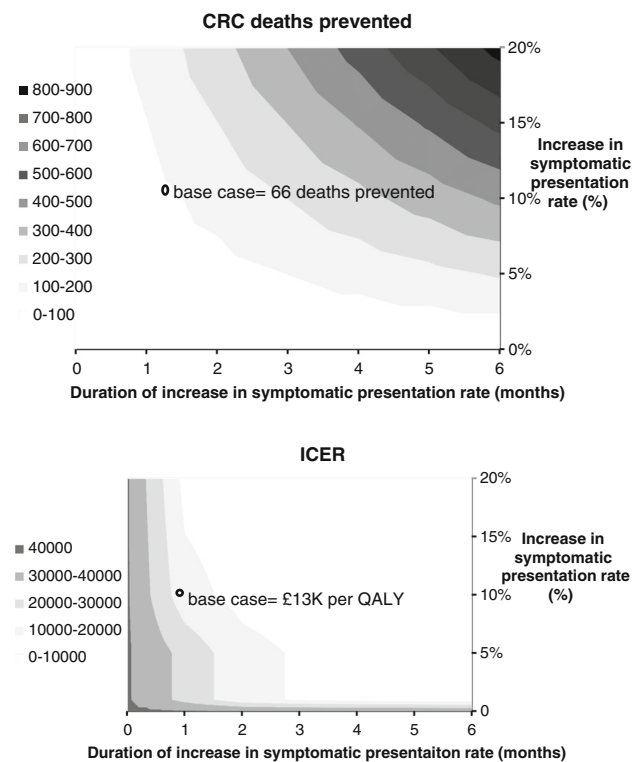 CRC deaths prevented
800-900
700-800
600-700
500-600
400-500
300-400
200-300
100-200
0-100
base case= 66 deaths prevented
20%
15%
10%
5%
0%
Increase in
symptomatic
presentation
rate (%)
0 1 2 3 4 5 6
Duration of increase in symptomatic presentation rate (months)
ICER
40000
30000-40000
20000-30000
10000-20000
0-10000
base case= £13K per QALY
20%
15%
10%
5%
0
Increase in
symptomatic
presentation rate
(%)
0 1 2 3 4 5 6
Duration of increase in symptomatic presentaiton rate (months)